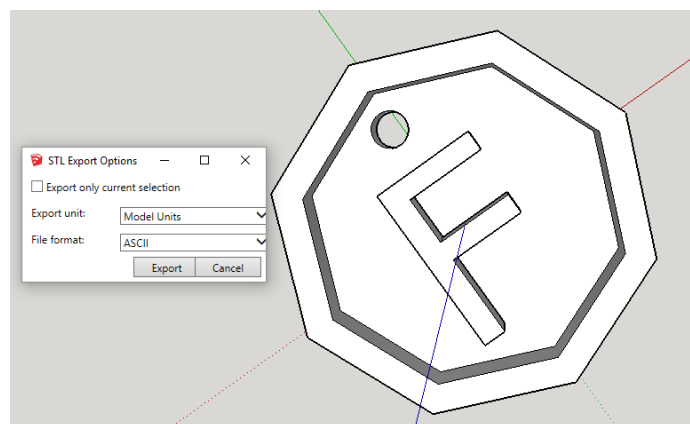 STL Export Options
Export only current selection
Export unit: Model Units
File format: ASCII
Export Cancel
F